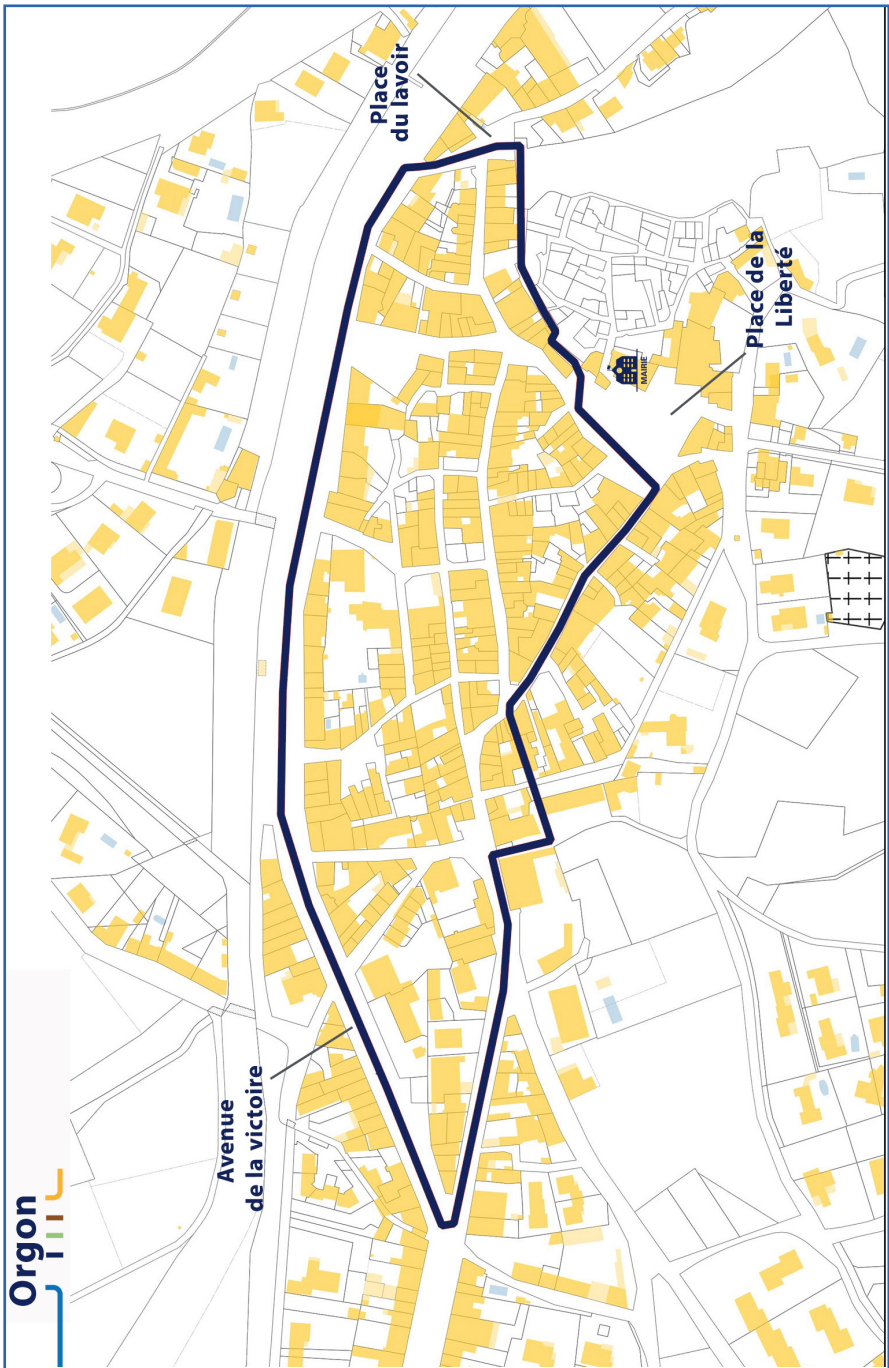 Orgon
Avenue
de la victoire
Place
du lavoir
MAIRIE
Place de la
Liberté